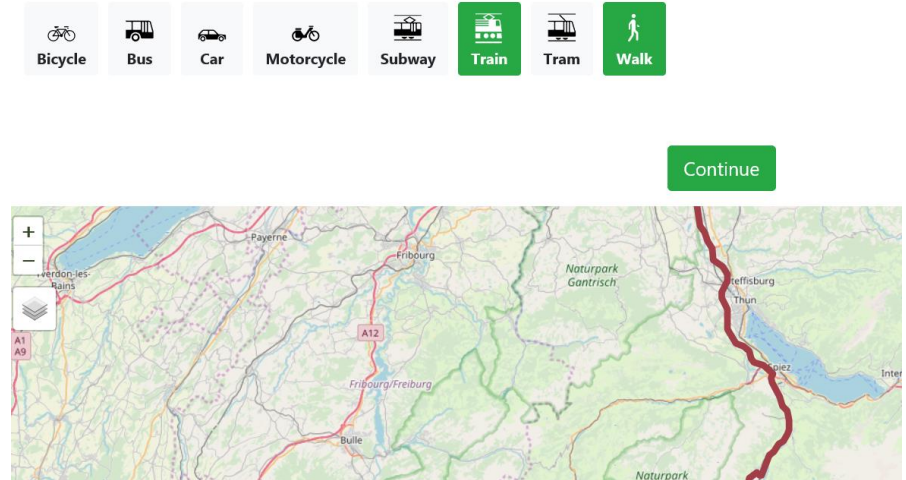 Bicycle
Bus
Car
Motorcycle
Subway
Train
Tram
Walk
Continue
+
−
Payerne
Fribourg
Yverdon-les-
Bains
Naturpark
Gantrisch
Steffisburg
Thun
A1
A9
A12
Spiez
Inter
Fribourg/Freiburg
Bulle
Naturpark